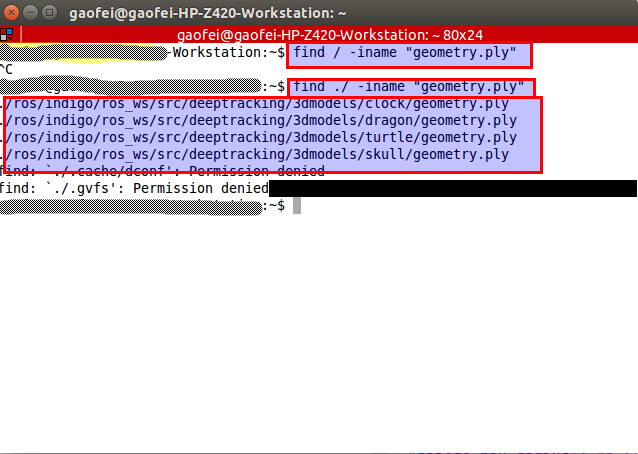 gaofei@gaofei-HP-Z420-Workstation: ~
gaofei@gaofei-HP-Z420-Workstation: ~ 80x24
-Workstation:~$ find / -iname "geometry.ply"
^C
:~$ find ./ -iname "geometry.ply"
./ros/indigo/ros_ws/src/deeptracking/3dmodels/clock/geometry.ply
./ros/indigo/ros_ws/src/deeptracking/3dmodels/dragon/geometry.ply
./ros/indigo/ros_ws/src/deeptracking/3dmodels/turtle/geometry.ply
./ros/indigo/ros_ws/src/deeptracking/3dmodels/skull/geometry.ply
find: `./.cache/dconf': Permission denied
find: `./.gvfs': Permission denied
:~$